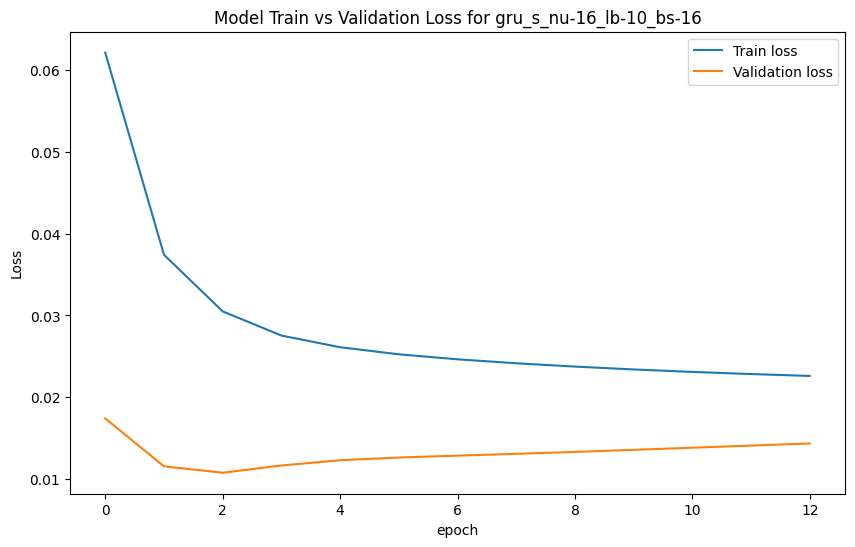 Model Train vs Validation Loss for gru_s_nu-16_lb-10_bs-16
Train loss
Validation loss
0.06
0.05
0.04
0.03
0.02
0.01
Loss
0 2 4 6 8 10 12
epoch